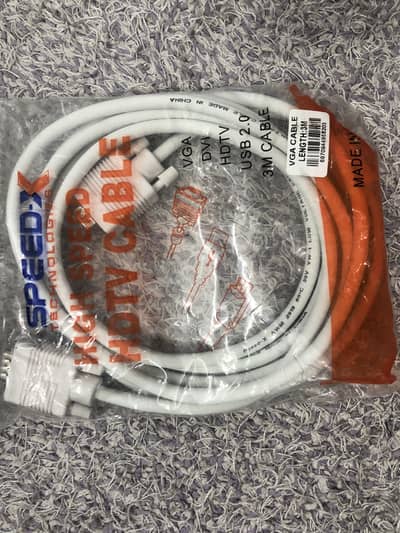 SPEED-X
TECHNOLOGIES
HIGH SPEED
HDTV CABLE
VGA
DVI
HDTV
USB 2.0
3M CABLE
VGA CABLE
LENGTH:3M
MADE IN
MADE IN CHINA